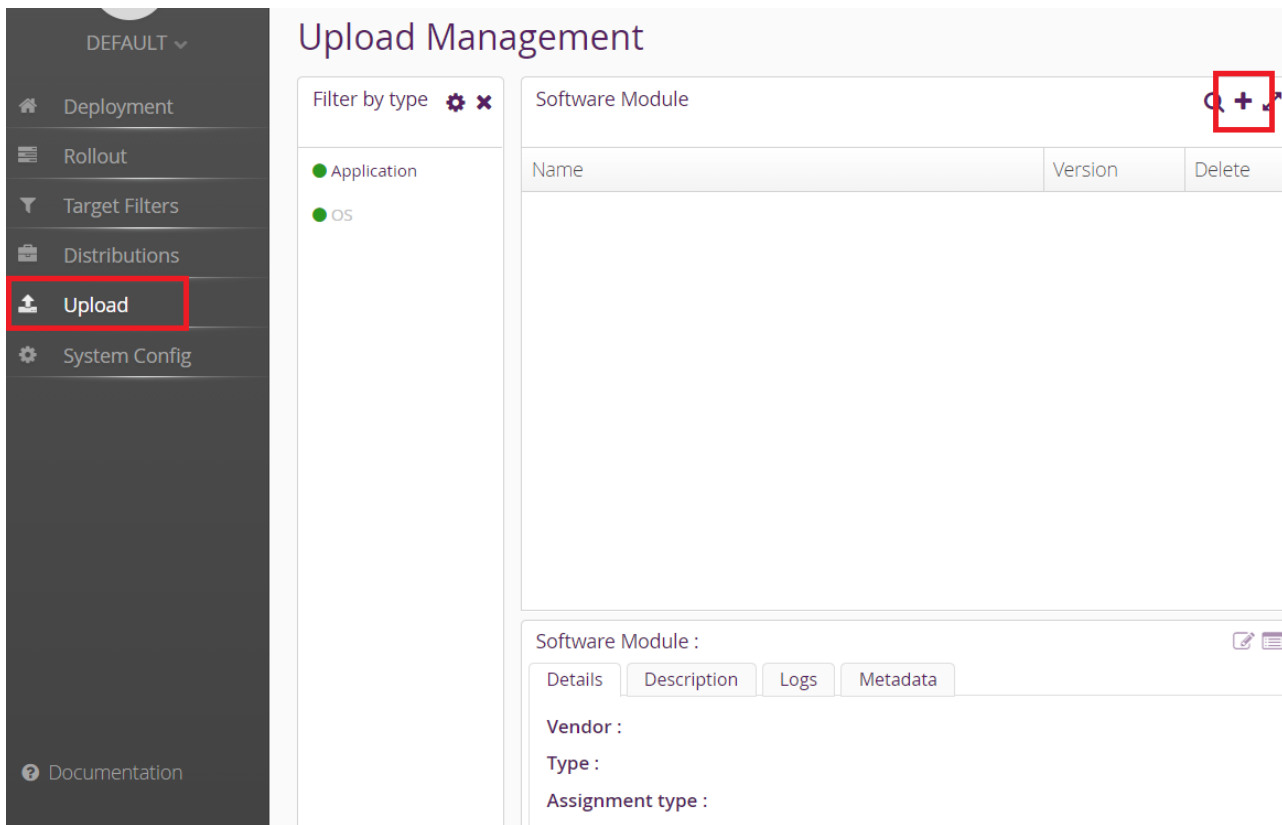 DEFAULT
Deployment
Rollout
Target Filters
Distributions
Upload
System Config
Documentation
Upload Management
Filter by type
Application
OS
Software Module
Name Version Delete
Software Module :
Details Description Logs Metadata
Vendor :
Type :
Assignment type :